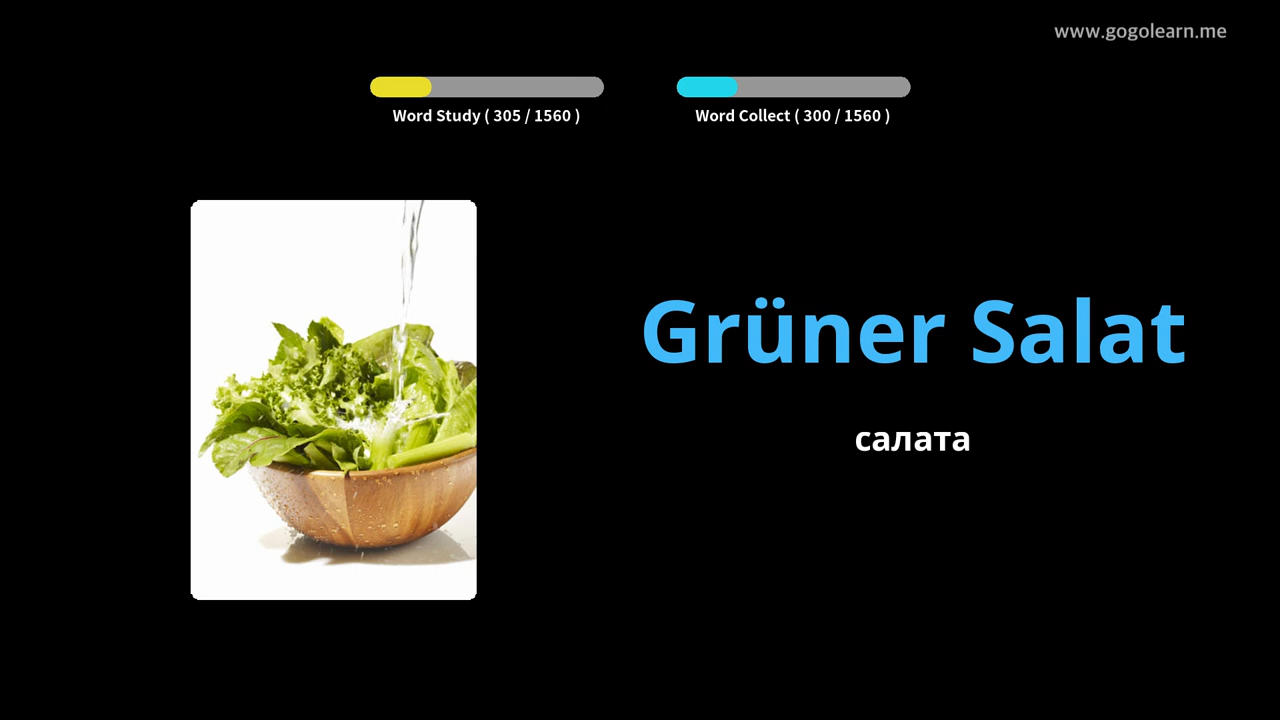 www.gogolearn.me
Word Study ( 305 / 1560 )
Word Collect ( 300 / 1560 )
Grüner Salat
салата